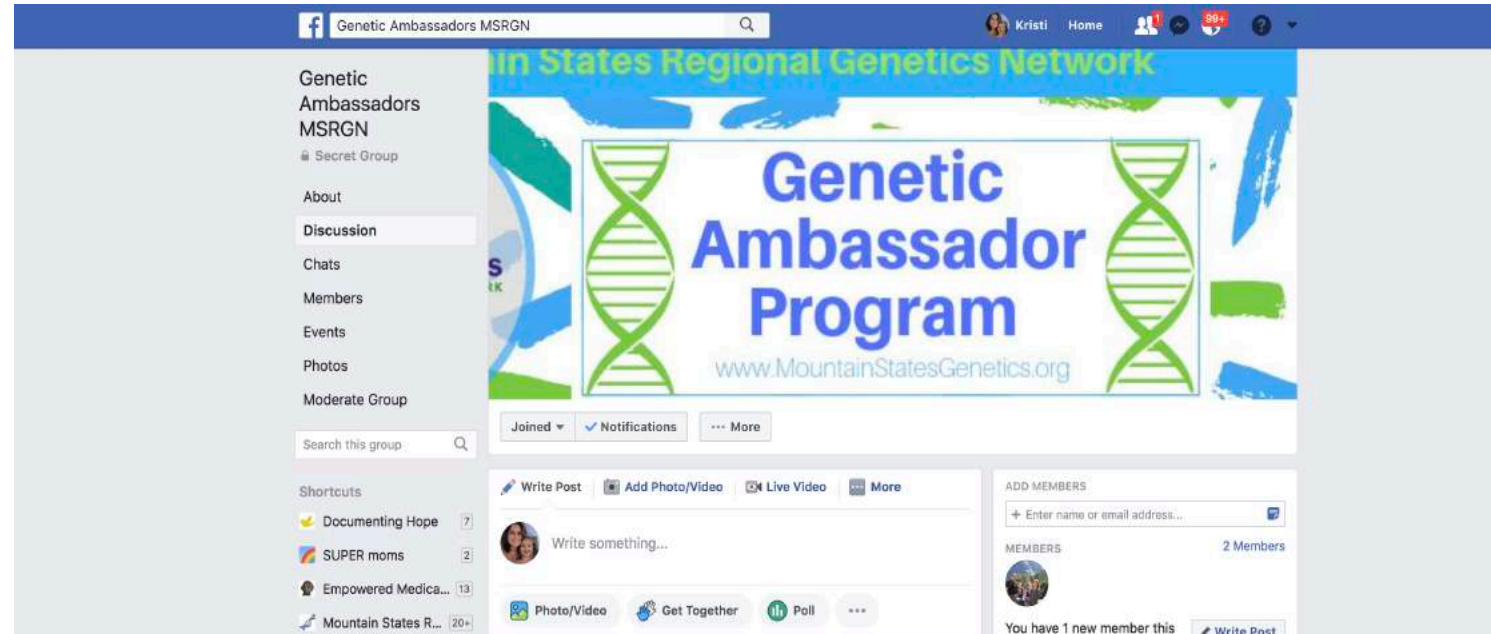 Genetic Ambassadors MSRGN
Kristi Home 1 99+
Genetic
Ambassadors
MSRGN
Secret Group
About
Discussion
Chats
Members
Events
Photos
Moderate Group
Search this group
Shortcuts
Documenting Hope 7
SUPER moms 2
Empowered Medica... 13
Mountain States R... 20+
in States Regional Genetics Network
S
RK
Genetic
Ambassador
Program
www.MountainStatesGenetics.org
Joined Notifications ... More
Write Post Add Photo/Video Live Video More
Write something...
Photo/Video Get Together Poll ...
ADD MEMBERS
+ Enter name or email address...
MEMBERS 2 Members
You have 1 new member this
Write Post